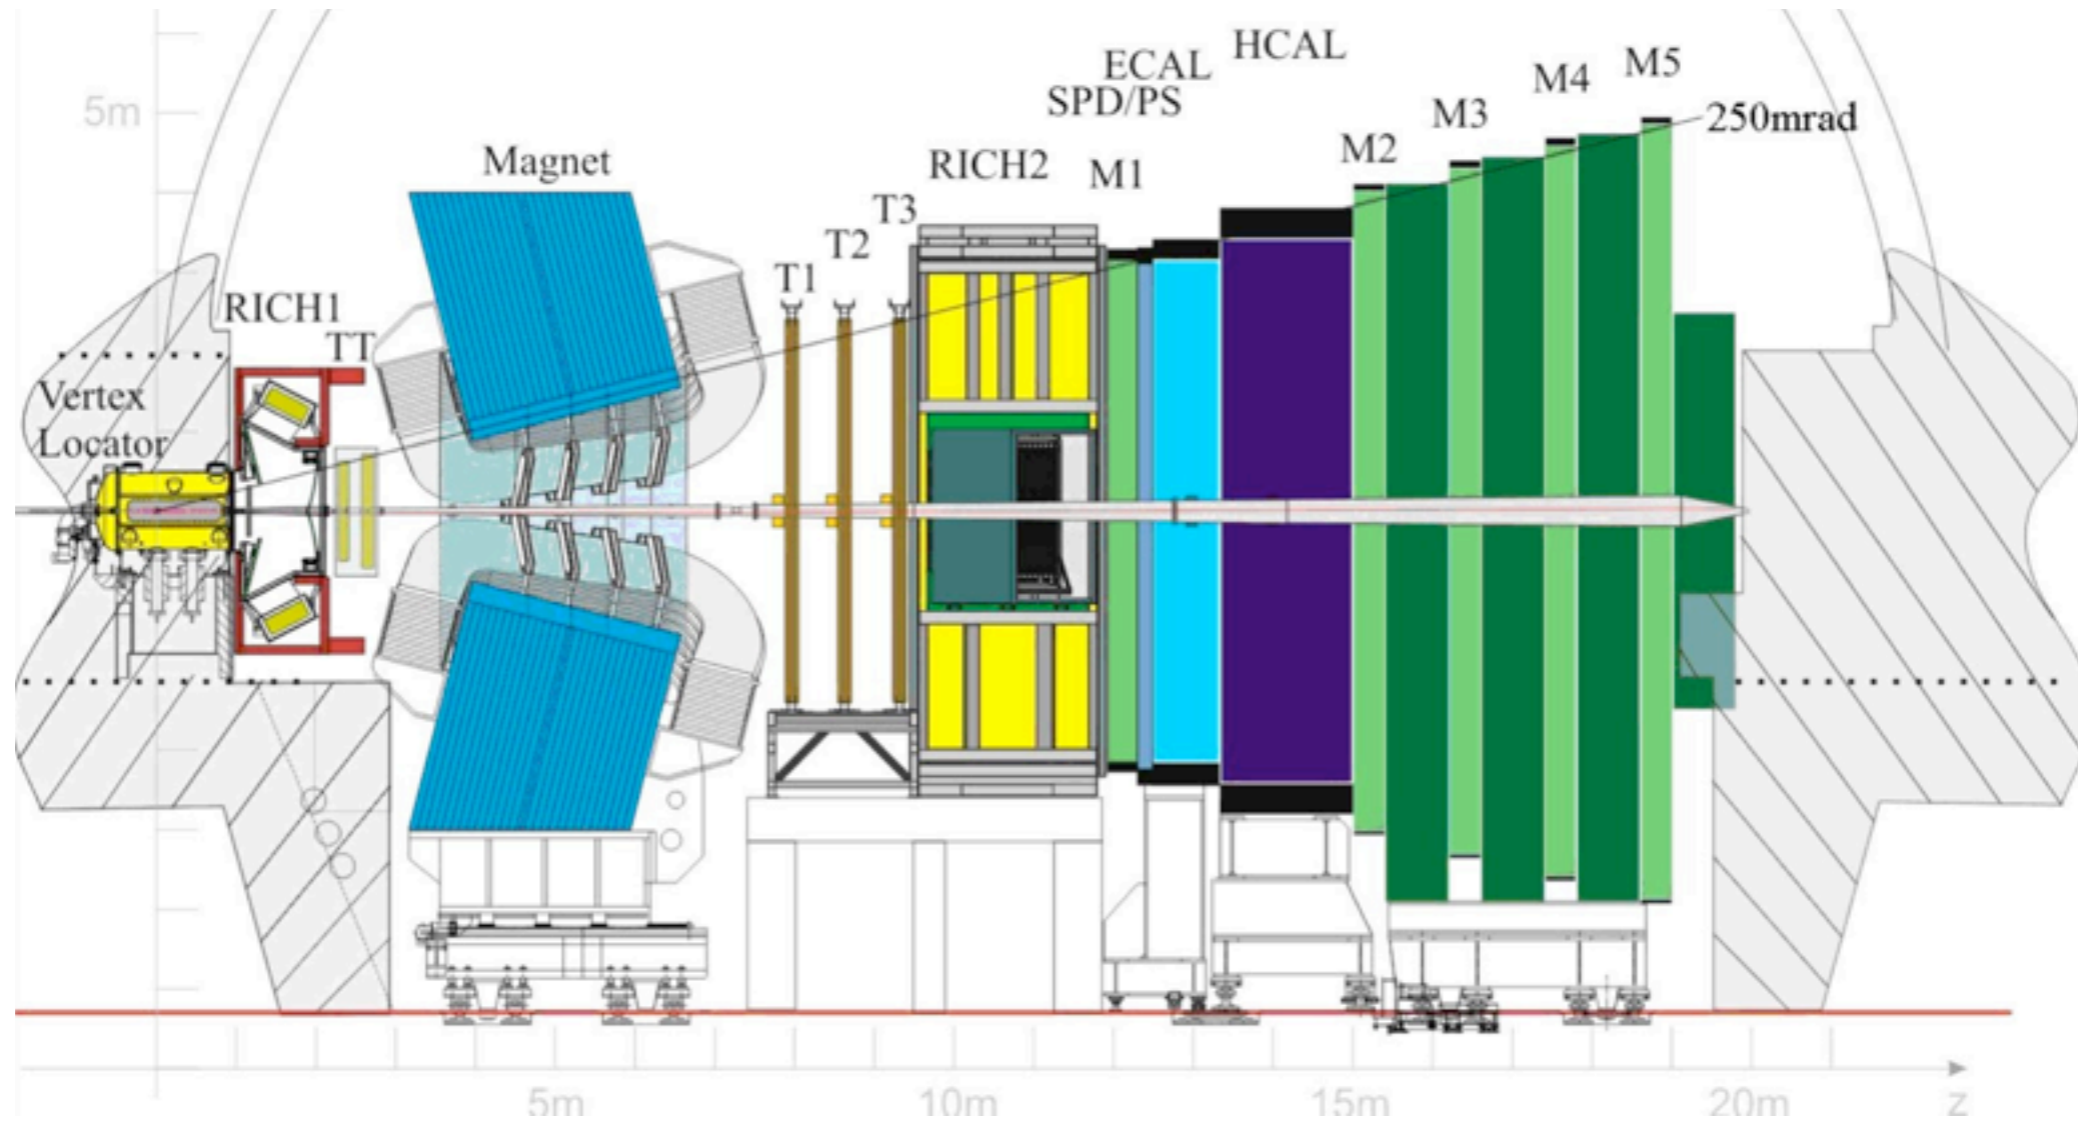 HCAL
ECAL
SPD/PS
M5
M4
M3
M2
250mrad
5m
Magnet
RICH2
M1
T3
T2
T1
RICH1
TT
Vertex
Locator
5m
10m
15m
20m
z